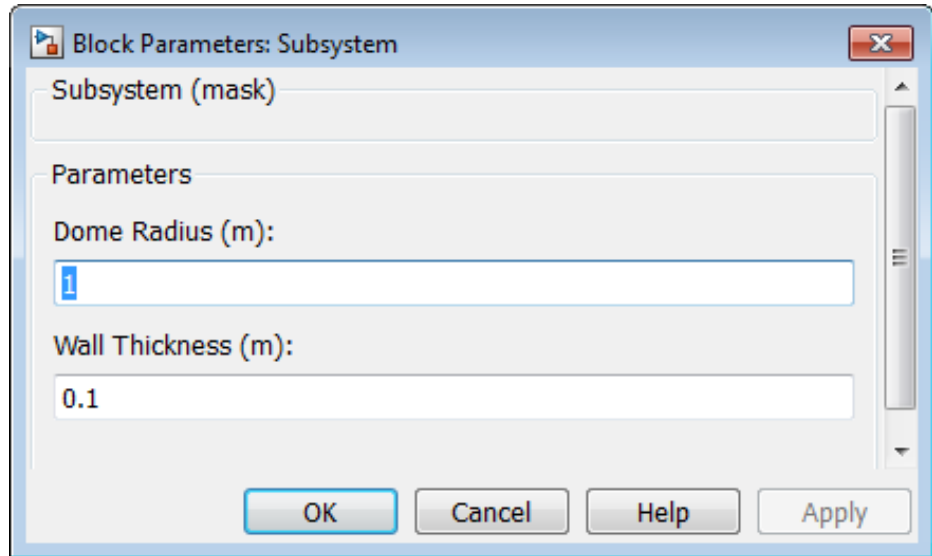 Block Parameters: Subsystem
Subsystem (mask)
Parameters
Dome Radius (m):
1
Wall Thickness (m):
0.1
OK Cancel Help Apply